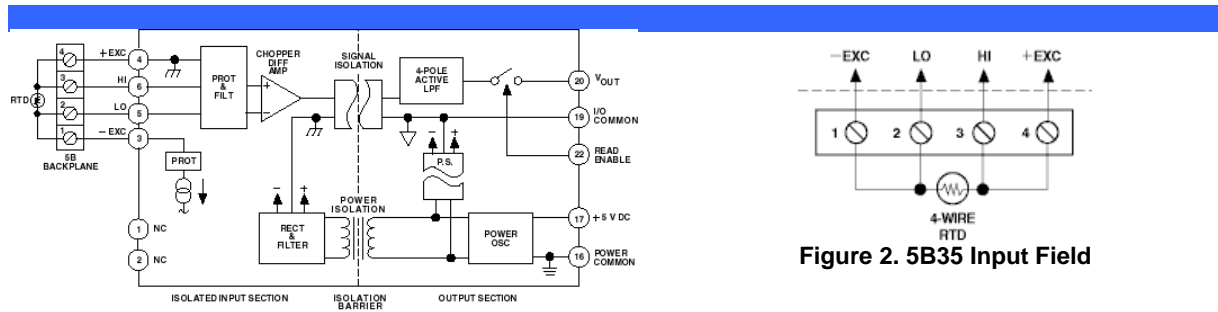 4
+EXC
4
3
HI
6
RTD
2
LO
5
1
–EXC
3
5B
BACKPLANE
PROT
1
NC
2
NC
PROT
&
FILT
CHOPPER
DIFF
AMP
+
–
SIGNAL
ISOLATION
4-POLE
ACTIVE
LPF
20
VOUT
19
I/O
COMMON
22
READ
ENABLE
–
+
P.S.
–
+
POWER
ISOLATION
RECT
&
FILTER
POWER
OSC
17
+5 V DC
16
POWER
COMMON
ISOLATED INPUT SECTION
ISOLATION
BARRIER
OUTPUT SECTION
–EXC
LO
HI
+EXC
1
2
3
4
4-WIRE
RTD
Figure 2. 5B35 Input Field